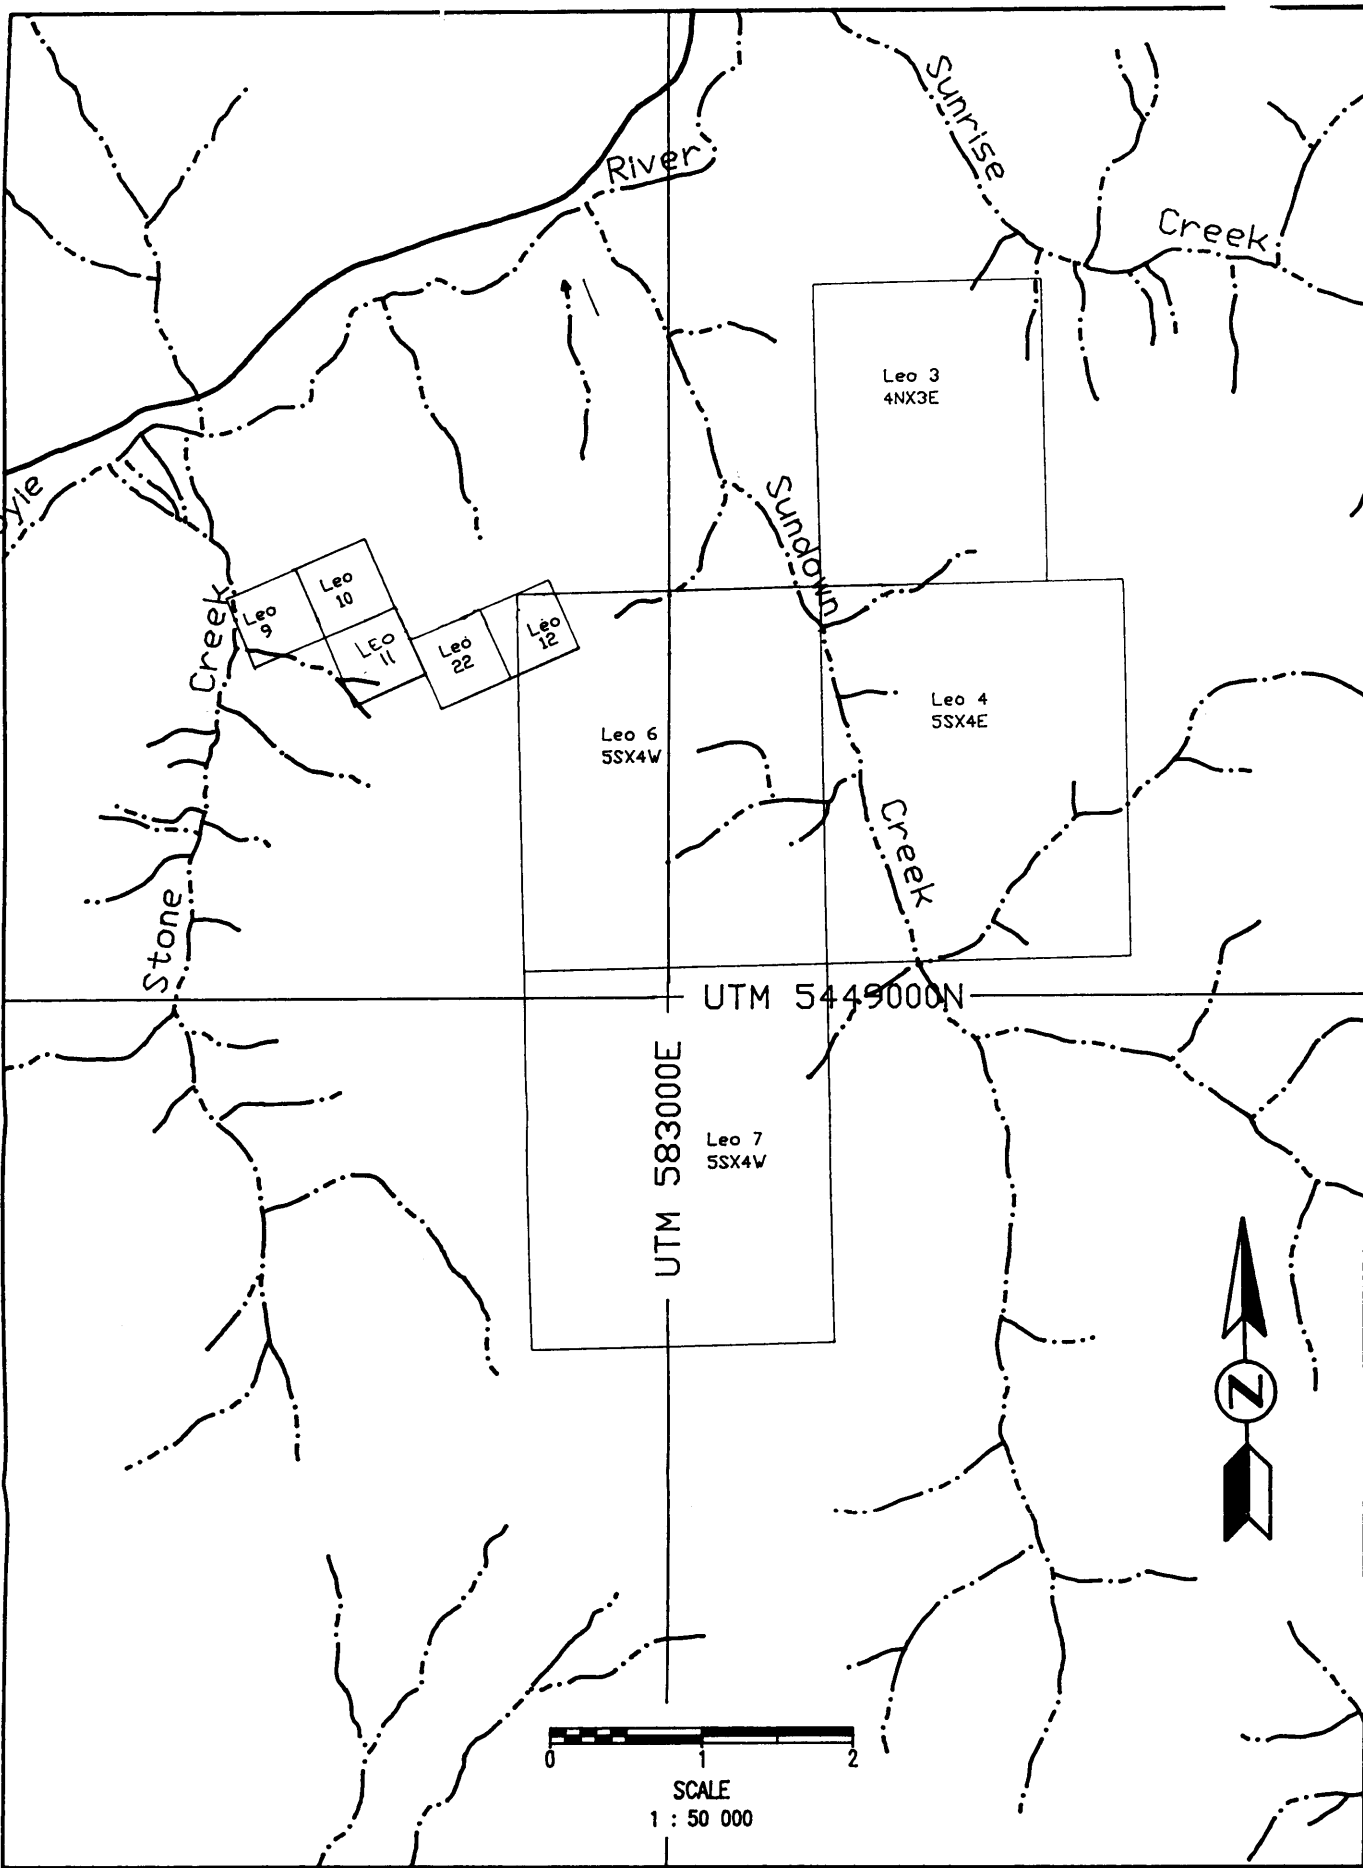 Sunrise
River
Creek
Leo 3
4NX3E
yle
Sundown
Leo
10
Leo
9
Creek
LEo
11
Leo
22
Leo
12
Leo 6
5SX4W
Leo 4
5SX4E
Creek
Stone
UTM 5449000N
UTM 583000E
Leo 7
5SX4W
N
0 1 2
SCALE
1 : 50 000